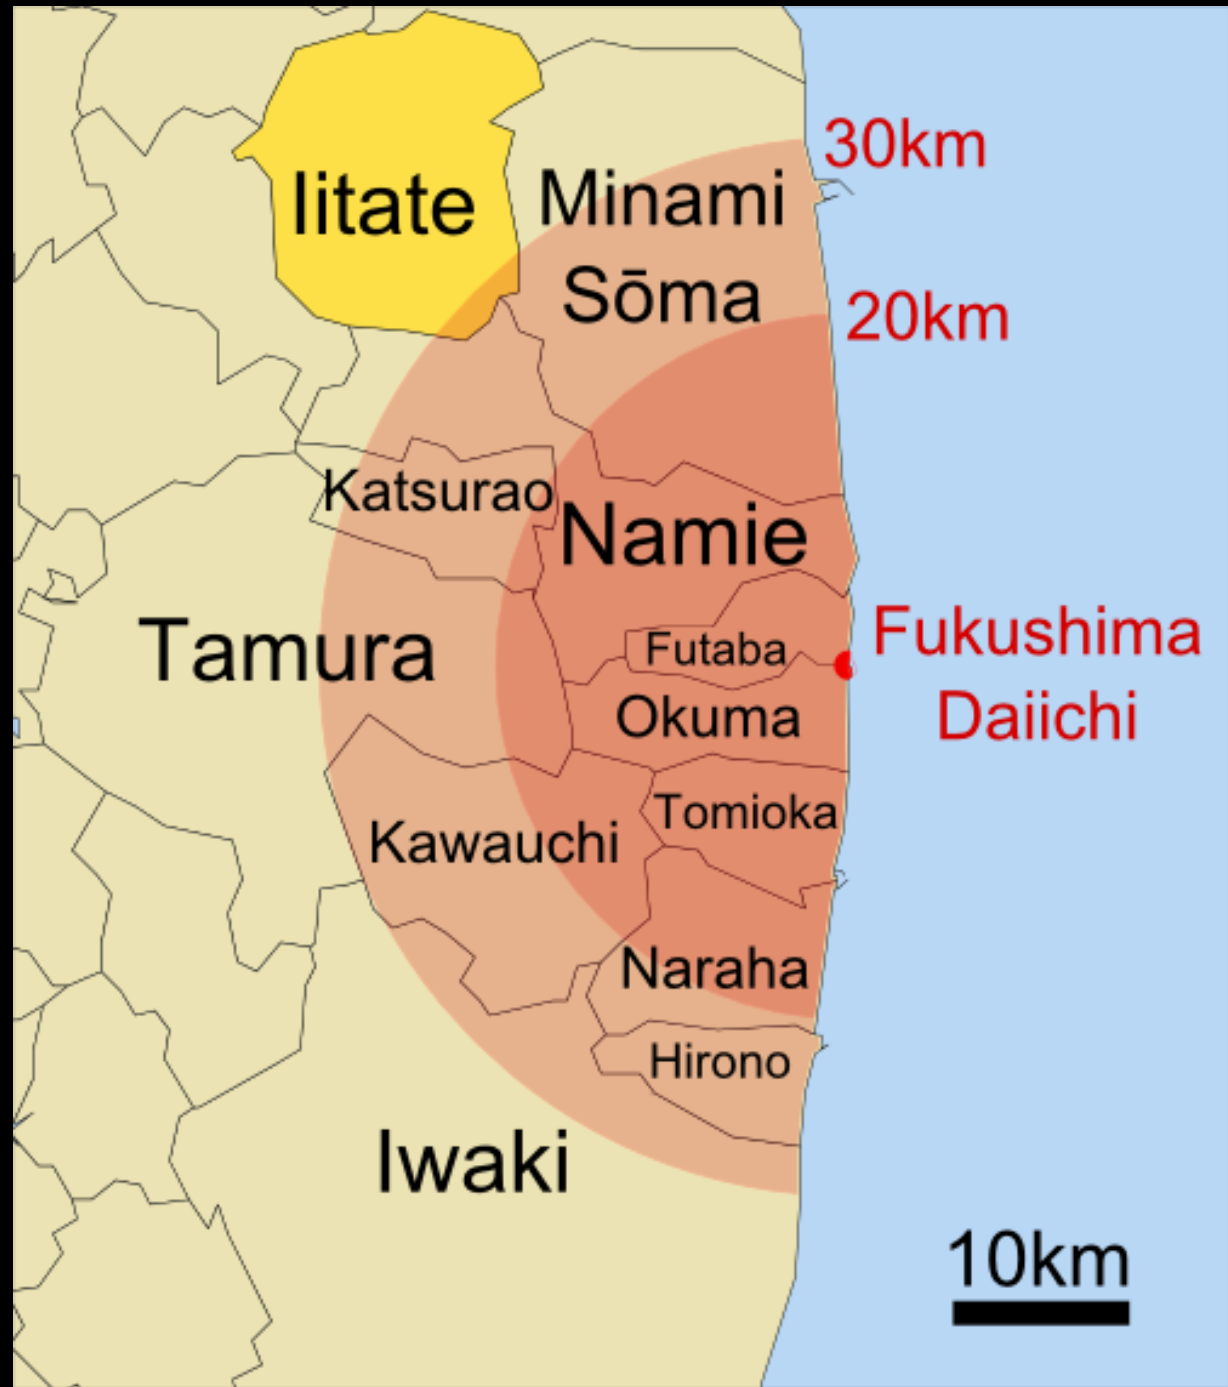 30km
Iitate
Minami
Sōma
20km
Katsurao
Namie
Fukushima
Daiichi
Futaba
Tamura
Okuma
Tomioka
Kawauchi
Naraha
Hirono
Iwaki
10km